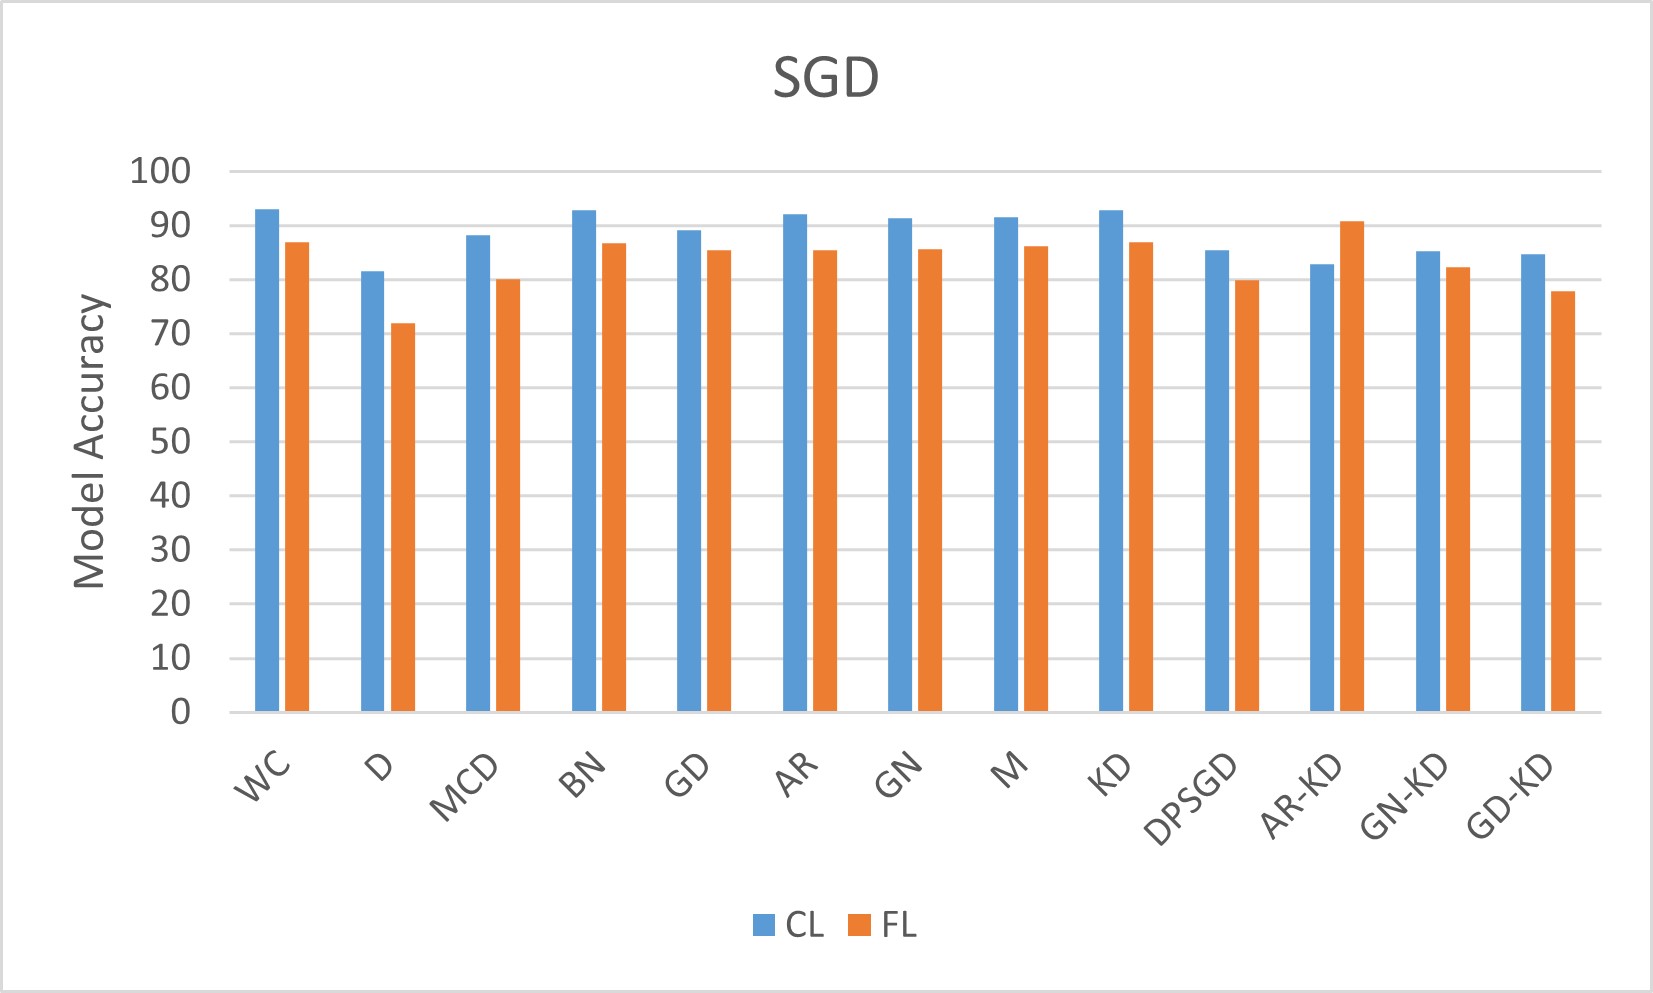 SGD
Model Accuracy
100
90
80
70
60
50
40
30
20
10
0
WC
D
MCD
BN
GD
AR
GN
M
KD
DPSGD
AR-KD
GN-KD
GD-KD
CL
FL